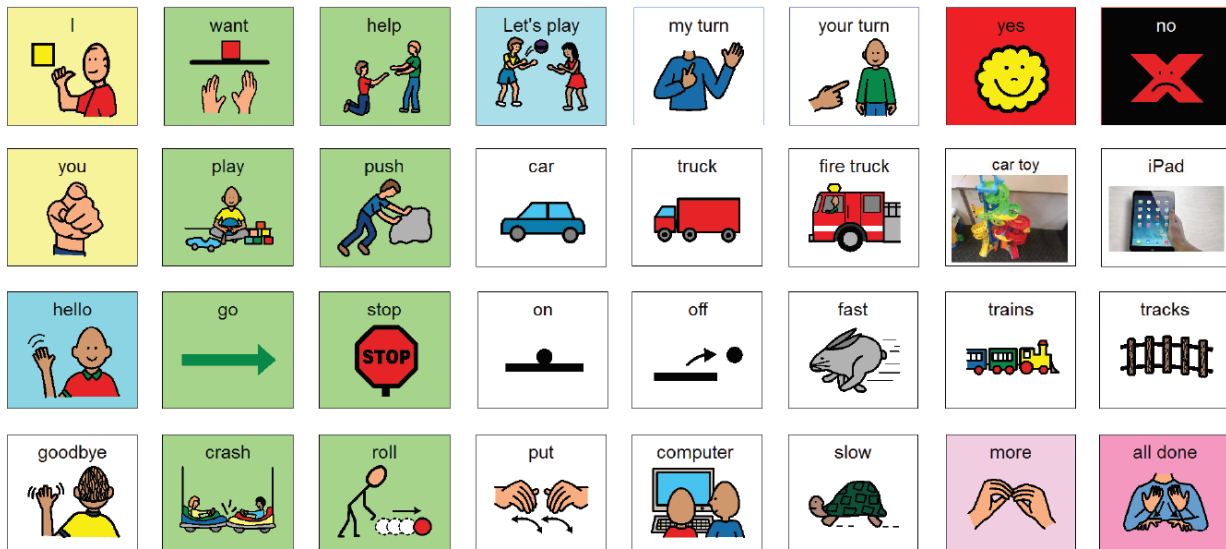 I want help Let's play my turn your turn yes no
you play push car truck fire truck car toy iPad
hello go stop on off fast trains tracks
STOP
goodbye crash roll put computer slow more all done